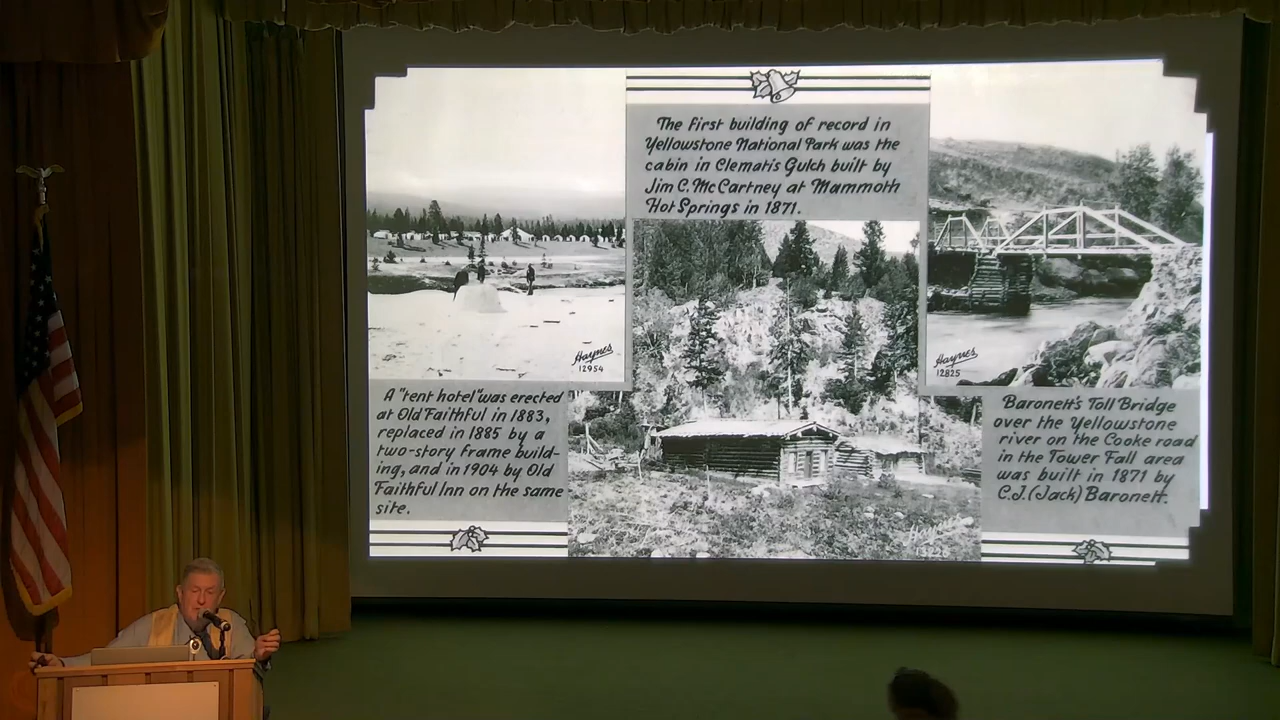 The first building of record in
Yellowstone National Park was the
cabin in Clematis Gulch built by
Jim C. McCartney at Mammoth
Hot Springs in 1871.
Haynes
12954
Haynes
12825
A "tent hotel" was erected
at Old Faithful in 1883,
replaced in 1885 by a
two-story frame build-
ing, and in 1904 by Old
Faithful Inn on the same
site.
Baronett's Toll Bridge
over the Yellowstone
river on the Cooke road
in the Tower Fall area
was built in 1871 by
C.J. (Jack) Baronett.
Haynes